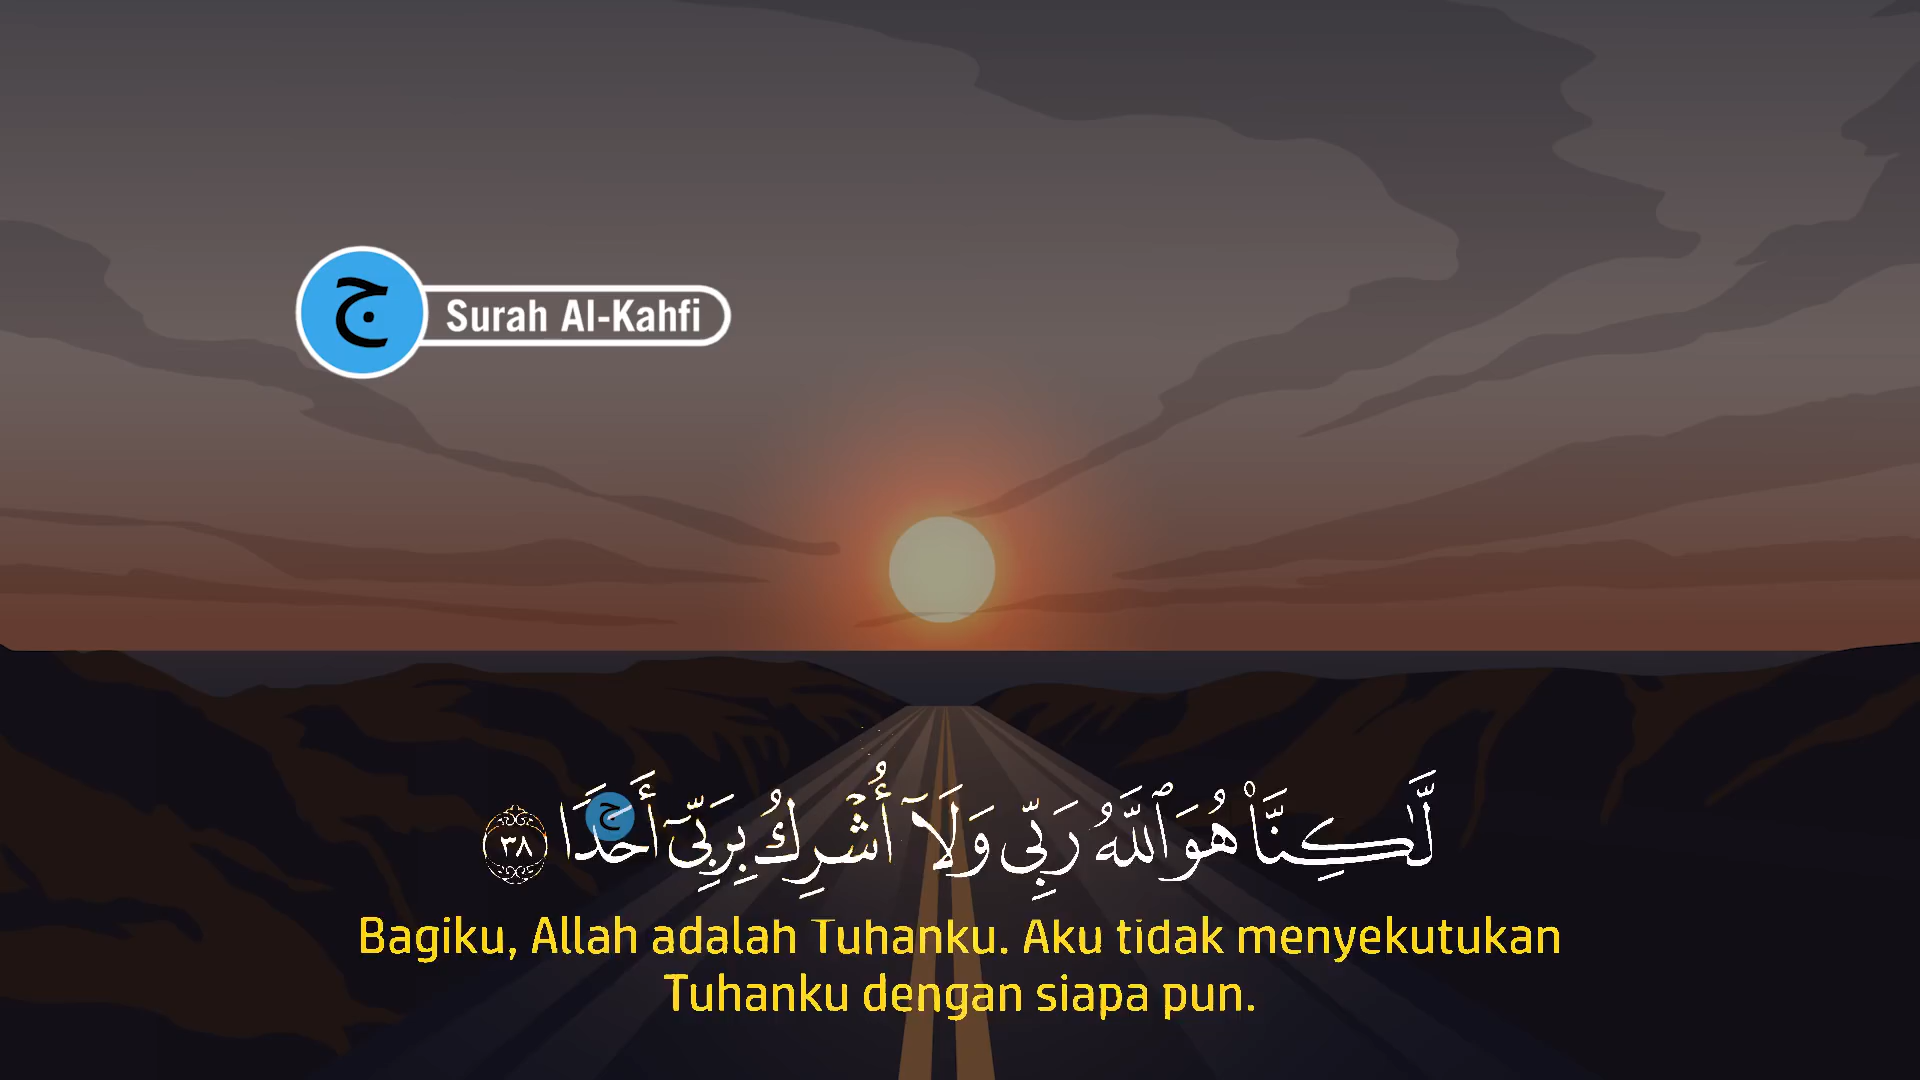 ج
Surah Al-Kahfi
لَّٰكِنَّا۠ هُوَ ٱللَّهُ رَبِّى وَلَآ أُشْرِكُ بِرَبِّىٓ أَحَدًا ٣٨
ج
Bagiku, Allah adalah Tuhanku. Aku tidak menyekutukan
Tuhanku dengan siapa pun.